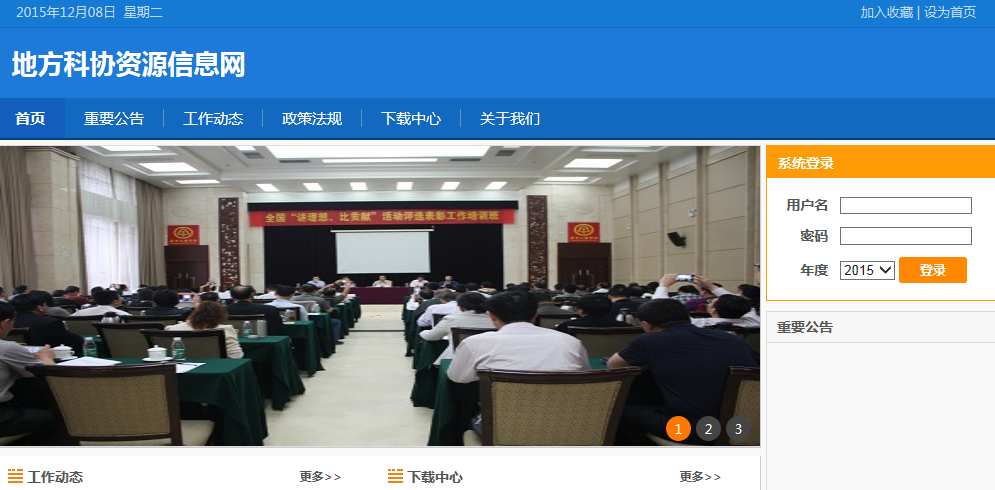 2015年12月08日 星期二
加入收藏 | 设为首页
地方科协资源信息网
首页 重要公告 工作动态 政策法规 下载中心 关于我们
全国“讲理想、比贡献”活动评选表彰工作培训班
1 2 3
系统登录
用户名
密码
年度 2015 登录
重要公告
工作动态 更多>> 下载中心 更多>>